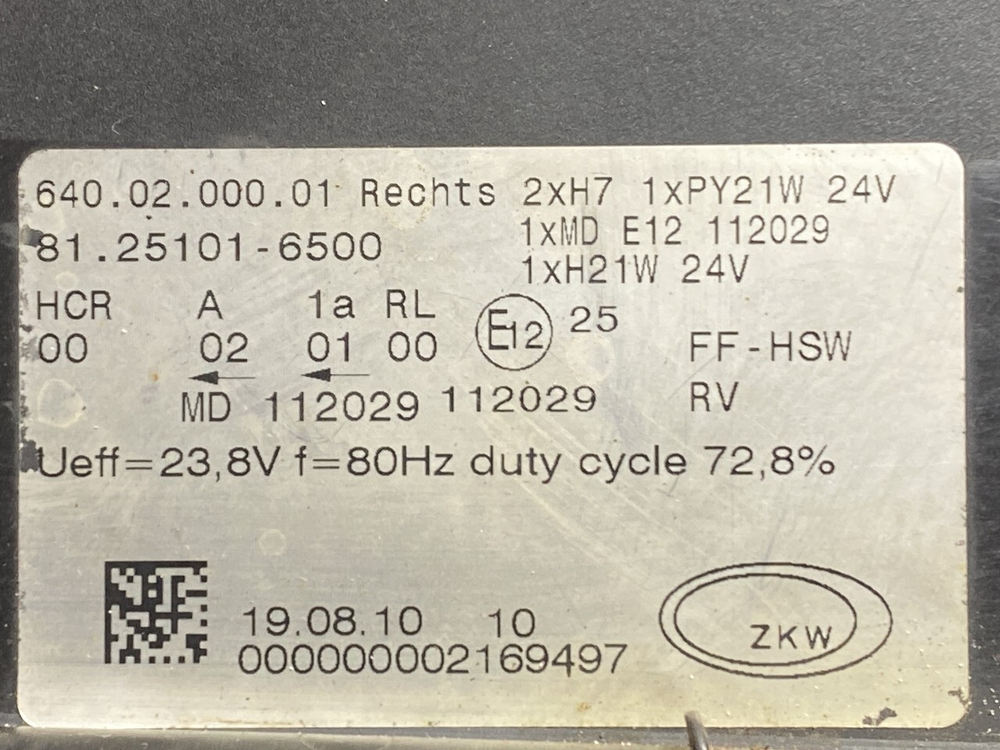 640.02.000.01 Rechts 2xH7 1xPY21W 24V
81.25101-6500 1xMD E12 112029
1xH21W 24V
HCR A 1a RL E12 25
00 02 01 00 FF-HSW
MD 112029 112029 RV
Ueff=23,8V f=80Hz duty cycle 72,8%
19.08.10 10
000000002169497
ZKW